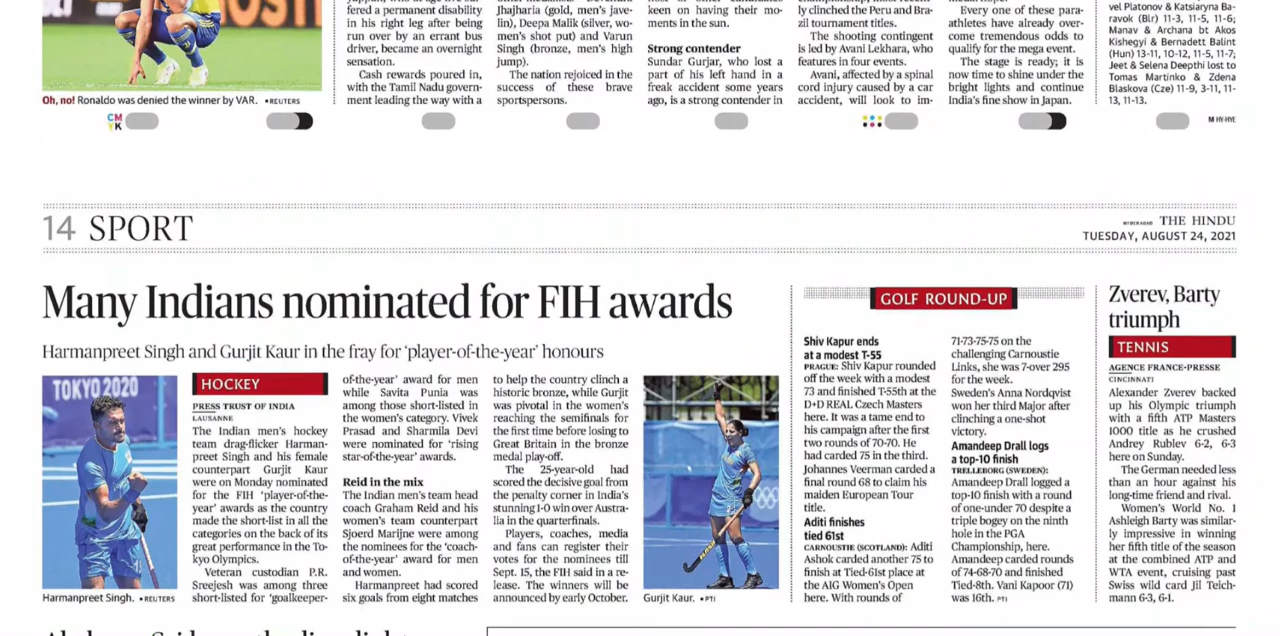 Oh, no! Ronaldo was denied the winner by VAR. •REUTERS
fered a permanent disability
in his right leg after being
run over by an errant bus
driver, became an overnight
sensation.
Cash rewards poured in,
with the Tamil Nadu govern-
ment leading the way with a
Jhajharia (gold, men's jave-
lin), Deepa Malik (silver, wo-
men's shot put) and Varun
Singh (bronze, men's high
jump).
The nation rejoiced in the
success of these brave
sportspersons.
keen on having their mo-
ments in the sun.
Strong contender
Sundar Gurjar, who lost a
part of his left hand in a
freak accident some years
ago, is a strong contender in
ly clinched the Peru and Bra-
zil tournament titles.
The shooting contingent
is led by Avani Lekhara, who
features in four events.
Avani, affected by a spinal
cord injury caused by a car
accident, will look to im-
Every one of these para-
athletes have already over-
come tremendous odds to
qualify for the mega event.
The stage is ready; it is
now time to shine under the
bright lights and continue
India's fine show in Japan.
vel Platonov & Katsiaryna Ba-
ravok (Blr) 11-3, 11-5, 11-6;
Manav & Archana bt Akos
Kishegyi & Bernadett Balint
(Hun) 13-11, 10-12, 11-5, 11-7;
Jeet & Selena Deepthi lost to
Tomas Martinko & Zdena
Blaskova (Cze) 11-9, 3-11, 11-
13, 11-13.
CM
YK
M HY-HYE
14 SPORT
HYDERABAD THE HINDU
TUESDAY, AUGUST 24, 2021
Many Indians nominated for FIH awards
Harmanpreet Singh and Gurjit Kaur in the fray for 'player-of-the-year' honours
TOKYO 2020
Harmanpreet Singh. •REUTERS
HOCKEY
PRESS TRUST OF INDIA
LAUSANNE
The Indian men's hockey
team drag-flicker Harman-
preet Singh and his female
counterpart Gurjit Kaur
were on Monday nominated
for the FIH 'player-of-the-
year' awards as the country
made the short-list in all the
categories on the back of its
great performance in the To-
kyo Olympics.
Veteran custodian P.R.
Sreejesh was among three
short-listed for 'goalkeeper-
of-the-year' award for men
while Savita Punia was
among those short-listed in
the women's category. Vivek
Prasad and Sharmila Devi
were nominated for 'rising
star-of-the-year' awards.
Reid in the mix
The Indian men's team head
coach Graham Reid and his
women's team counterpart
Sjoerd Marijne were among
the nominees for the 'coach-
of-the-year' award for men
and women.
Harmanpreet had scored
six goals from eight matches
to help the country clinch a
historic bronze, while Gurjit
was pivotal in the women's
reaching the semifinals for
the first time before losing to
Great Britain in the bronze
medal play-off.
The 25-year-old had
scored the decisive goal from
the penalty corner in India's
stunning 1-0 win over Austra-
lia in the quarterfinals.
Players, coaches, media
and fans can register their
votes for the nominees till
Sept. 15, the FIH said in a re-
lease. The winners will be
announced by early October.
Gurjit Kaur. •PTI
GOLF ROUND-UP
Shiv Kapur ends
at a modest T-55
PRAGUE: Shiv Kapur rounded
off the week with a modest
73 and finished T-55th at the
D+D REAL Czech Masters
here. It was a tame end to
his campaign after the first
two rounds of 70-70. He
had carded 75 in the third.
Johannes Veerman carded a
final round 68 to claim his
maiden European Tour
title.
Aditi finishes
tied 61st
CARNOUSTIE (SCOTLAND): Aditi
Ashok carded another 75 to
finish at Tied-61st place at
the AIG Women's Open
here. With rounds of
71-73-75-75 on the
challenging Carnoustie
Links, she was 7-over 295
for the week.
Sweden's Anna Nordqvist
won her third Major after
clinching a one-shot
victory.
Amandeep Drall logs
a top-10 finish
TRELLEBORG (SWEDEN):
Amandeep Drall logged a
top-10 finish with a round
of one-under 70 despite a
triple bogey on the ninth
hole in the PGA
Championship, here.
Amandeep carded rounds
of 74-68-70 and finished
Tied-8th. Vani Kapoor (71)
was 16th. PTI
Zverev, Barty
triumph
TENNIS
AGENCE FRANCE-PRESSE
CINCINNATI
Alexander Zverev backed
up his Olympic triumph
with a fifth ATP Masters
1000 title as he crushed
Andrey Rublev 6-2, 6-3
here on Sunday.
The German needed less
than an hour against his
long-time friend and rival.
Women's World No. 1
Ashleigh Barty was similar-
ly impressive in winning
her fifth title of the season
at the combined ATP and
WTA event, cruising past
Swiss wild card Jil Teich-
mann 6-3, 6-1.